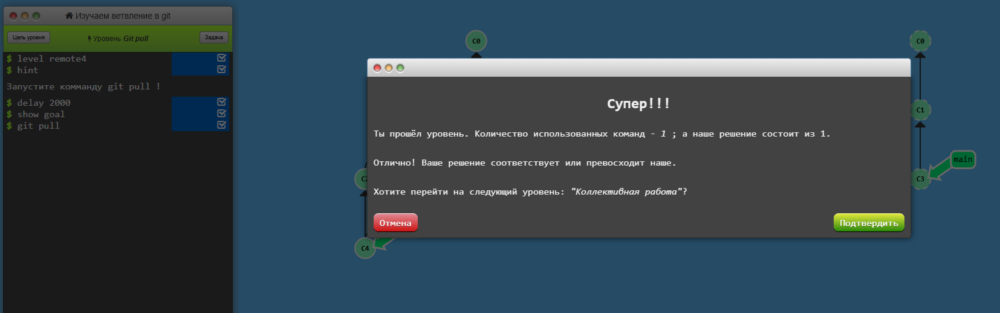 Изучаем ветвление в git
Цель уровня
Уровень Git pull
Задача
$ level remote4
$ hint
Запустите комманду git pull !
$ delay 2000
$ show goal
$ git pull
C0
C4
Супер!!!
Ты прошёл уровень. Количество использованных команд - 1 ; а наше решение состоит из 1.
Отлично! Ваше решение соответствует или превосходит наше.
Хотите перейти на следующий уровень: "Коллективная работа"?
Отмена
Подтвердить
C0
C1
main
C3